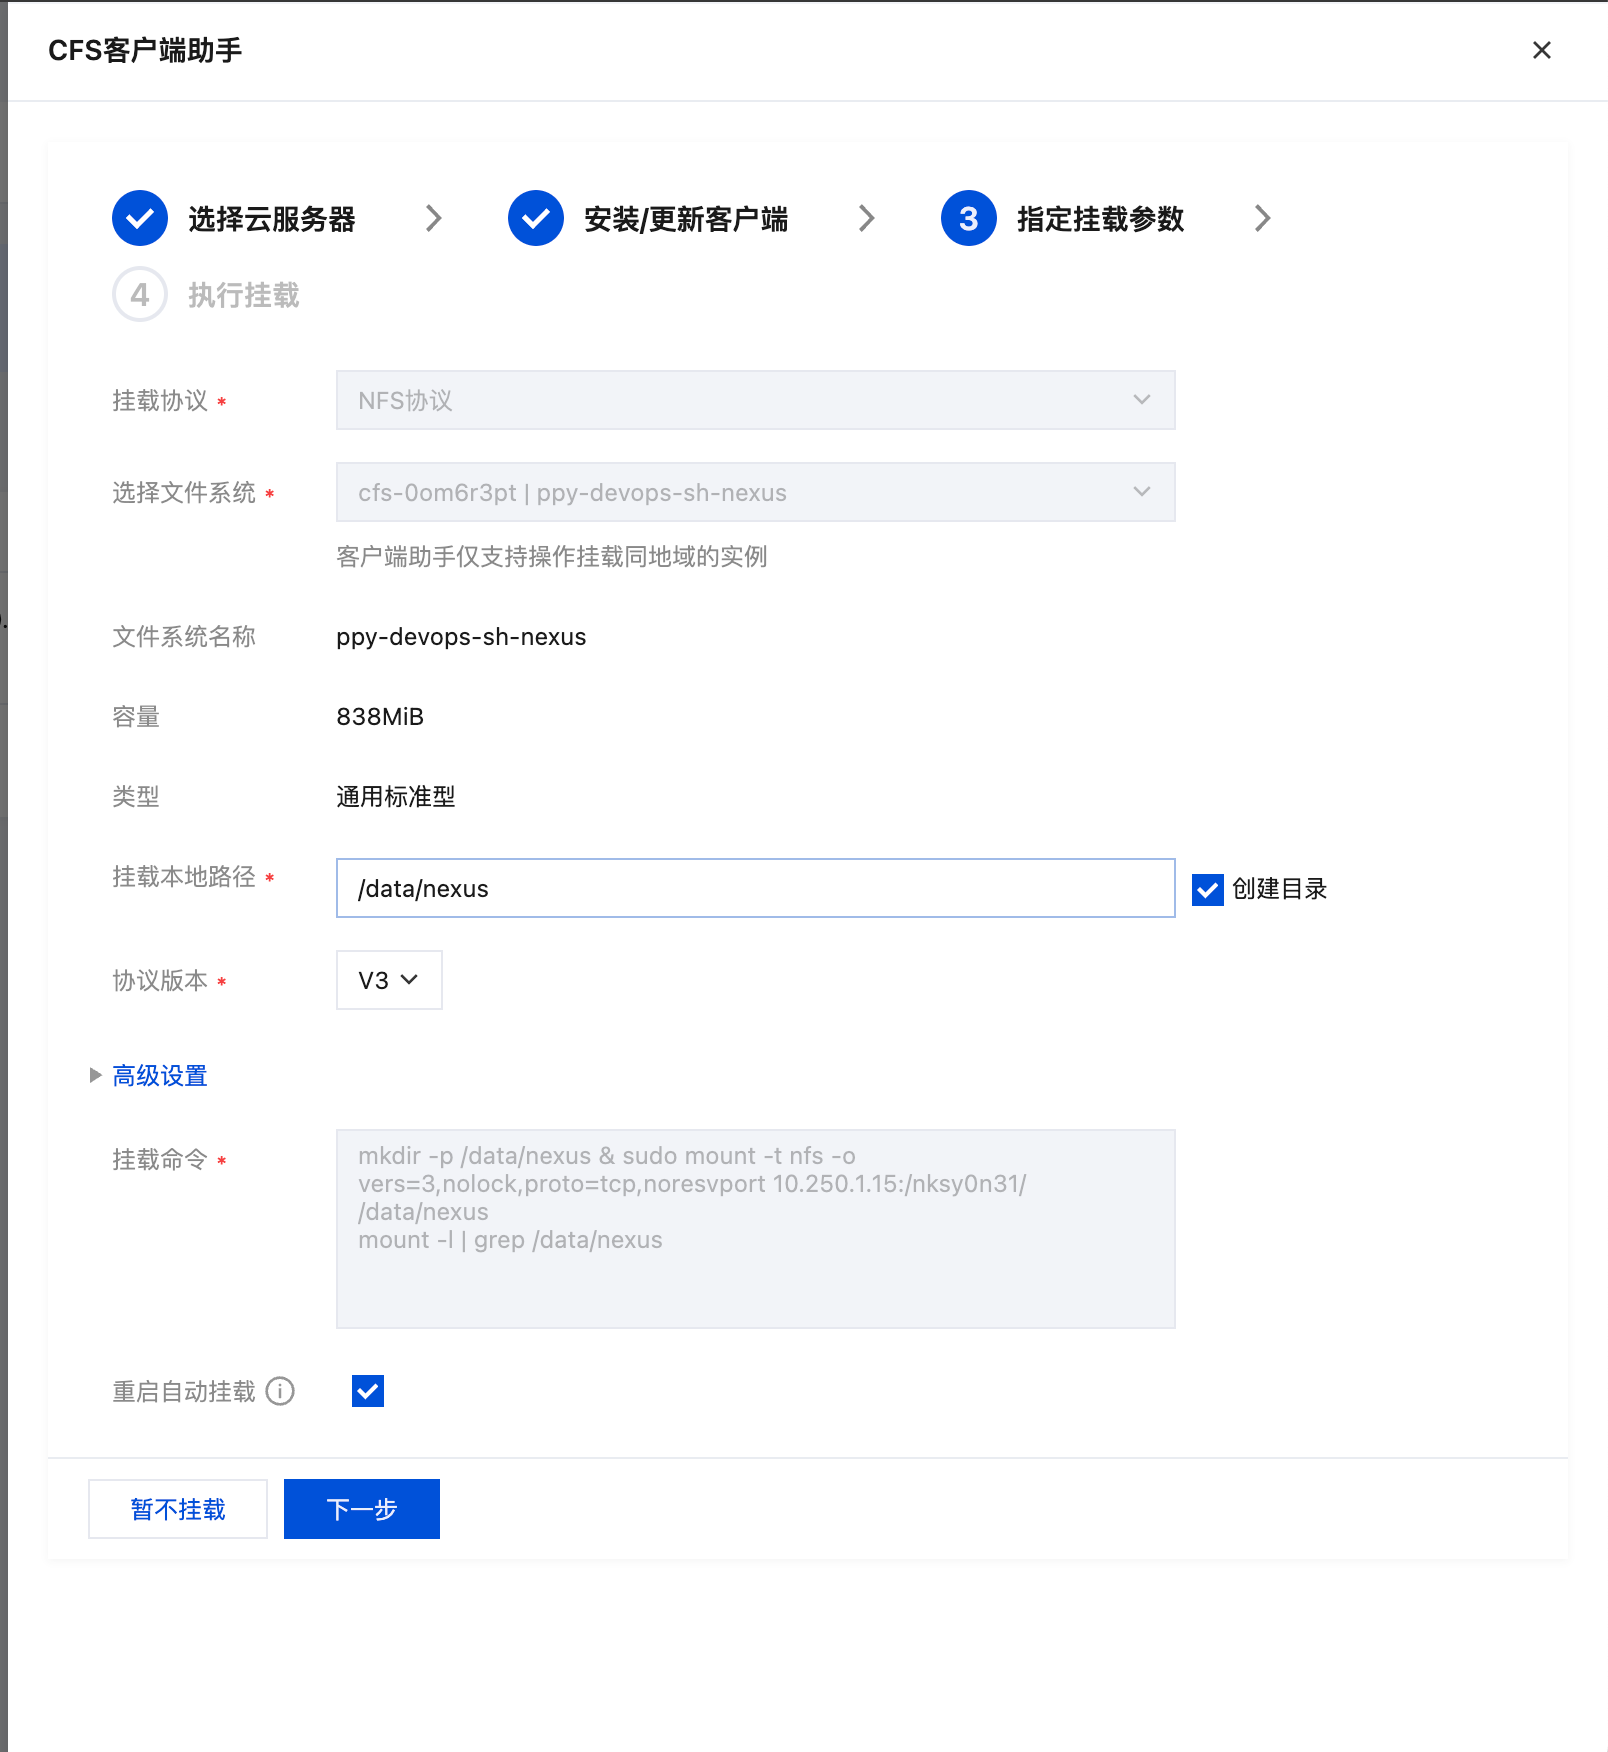 CFS客户端助手
选择云服务器
安装/更新客户端
3 指定挂载参数
4 执行挂载
挂载协议 *
NFS协议
选择文件系统 *
cfs-0om6r3pt | ppy-devops-sh-nexus
客户端助手仅支持操作挂载同地域的实例
文件系统名称
ppy-devops-sh-nexus
容量
838MiB
类型
通用标准型
挂载本地路径 *
/data/nexus
创建目录
协议版本 *
V3
高级设置
挂载命令 *
mkdir -p /data/nexus & sudo mount -t nfs -o
vers=3,nolock,proto=tcp,noresvport 10.250.1.15:/nksy0n31/
/data/nexus
mount -l | grep /data/nexus
重启自动挂载
暂不挂载
下一步